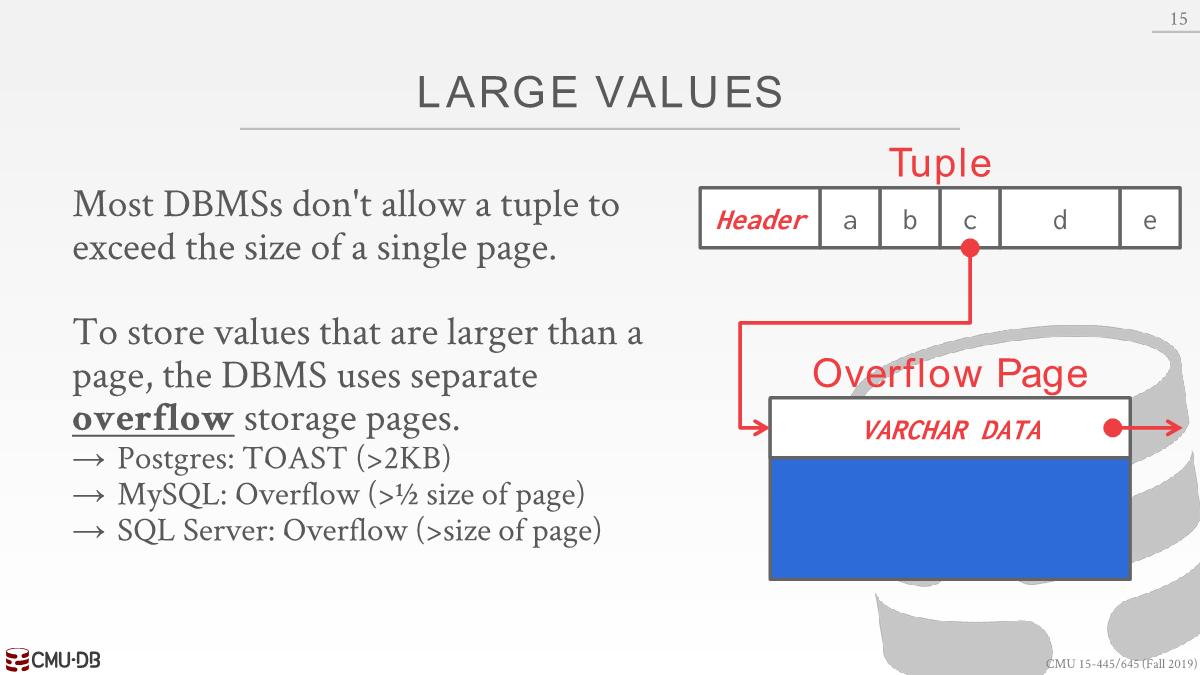 15
LARGE VALUES
Most DBMSs don't allow a tuple to
exceed the size of a single page.
To store values that are larger than a
page, the DBMS uses separate
overflow storage pages.
→ Postgres: TOAST (>2KB)
→ MySQL: Overflow (>½ size of page)
→ SQL Server: Overflow (>size of page)
Tuple
Header a b c d e
Overflow Page
VARCHAR DATA
CMU·DB
CMU 15-445/645 (Fall 2019)